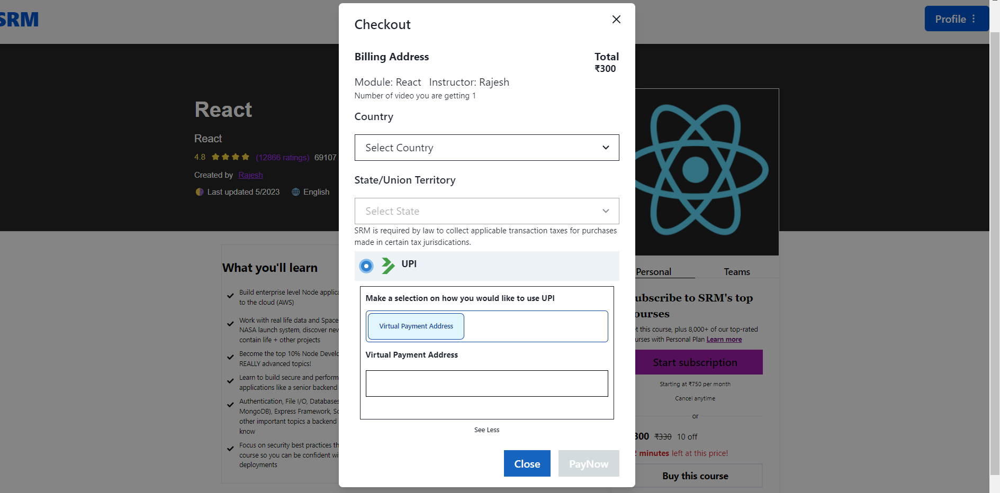 SRM
Profile
React
React
4.8 (12866 ratings) 69107
Created by Rajesh
Last updated 5/2023 English
What you'll learn
Build enterprise level Node applica
to the cloud (AWS)
Work with real life data and Space
NASA launch system, discover new
contain life + other projects
Become the top 10% Node Develo
REALLY advanced topics!
Learn to build secure and perform
applications like a senior backend
Authentication, File I/O, Databases
MongoDB), Express Framework, So
other important topics a backend
know
Focus on security best practices th
course so you can be confident wi
deployments
Checkout
Billing Address
Total
₹300
Module: React Instructor: Rajesh
Number of video you are getting 1
Country
Select Country
State/Union Territory
Select State
SRM is required by law to collect applicable transaction taxes for purchases
made in certain tax jurisdications.
UPI
Make a selection on how you would like to use UPI
Virtual Payment Address
Virtual Payment Address
See Less
Close
PayNow
Personal
Teams
ubscribe to SRM's top
ourses
t this course, plus 8,000+ of our top-rated
urses with Personal Plan Learn more
Start subscription
Starting at ₹750 per month
Cancel anytime
or
300 ₹330 10 off
2 minutes left at this price!
Buy this course